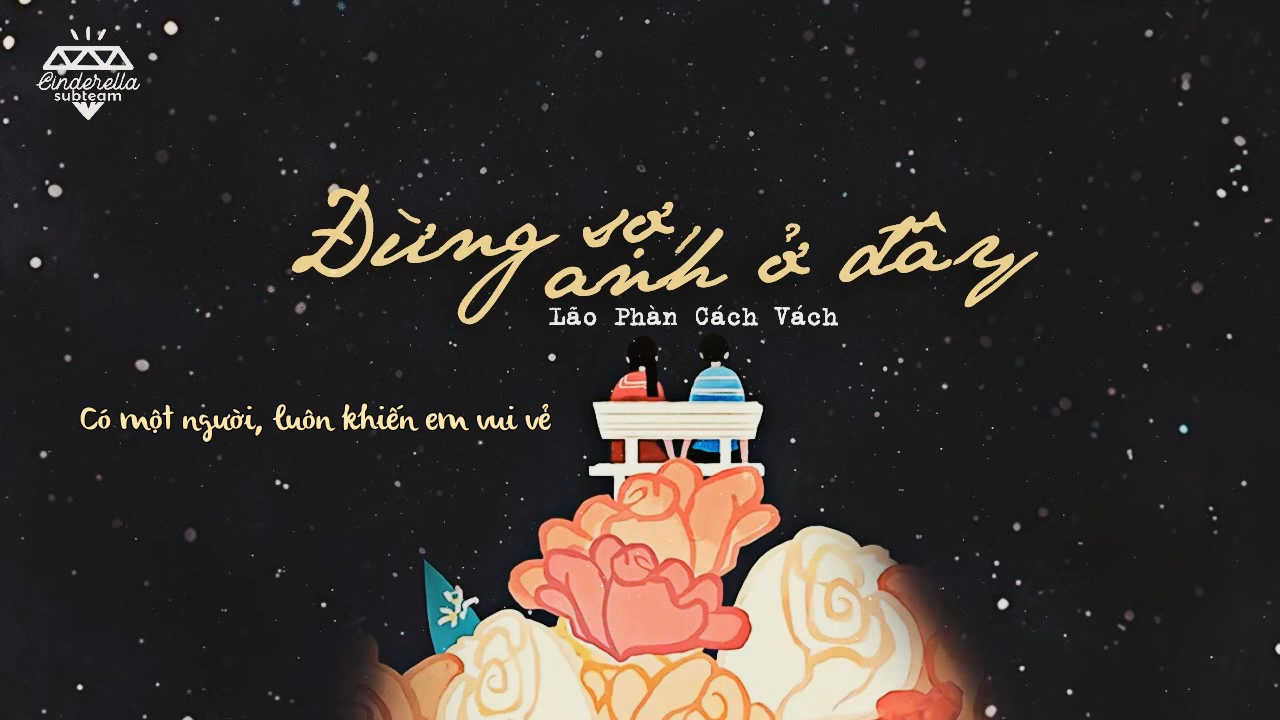 Cinderella
subteam
Đừng sợ,
anh ở đây
Lão Phàn Cách Vách
Có một người, luôn khiến em vui vẻ